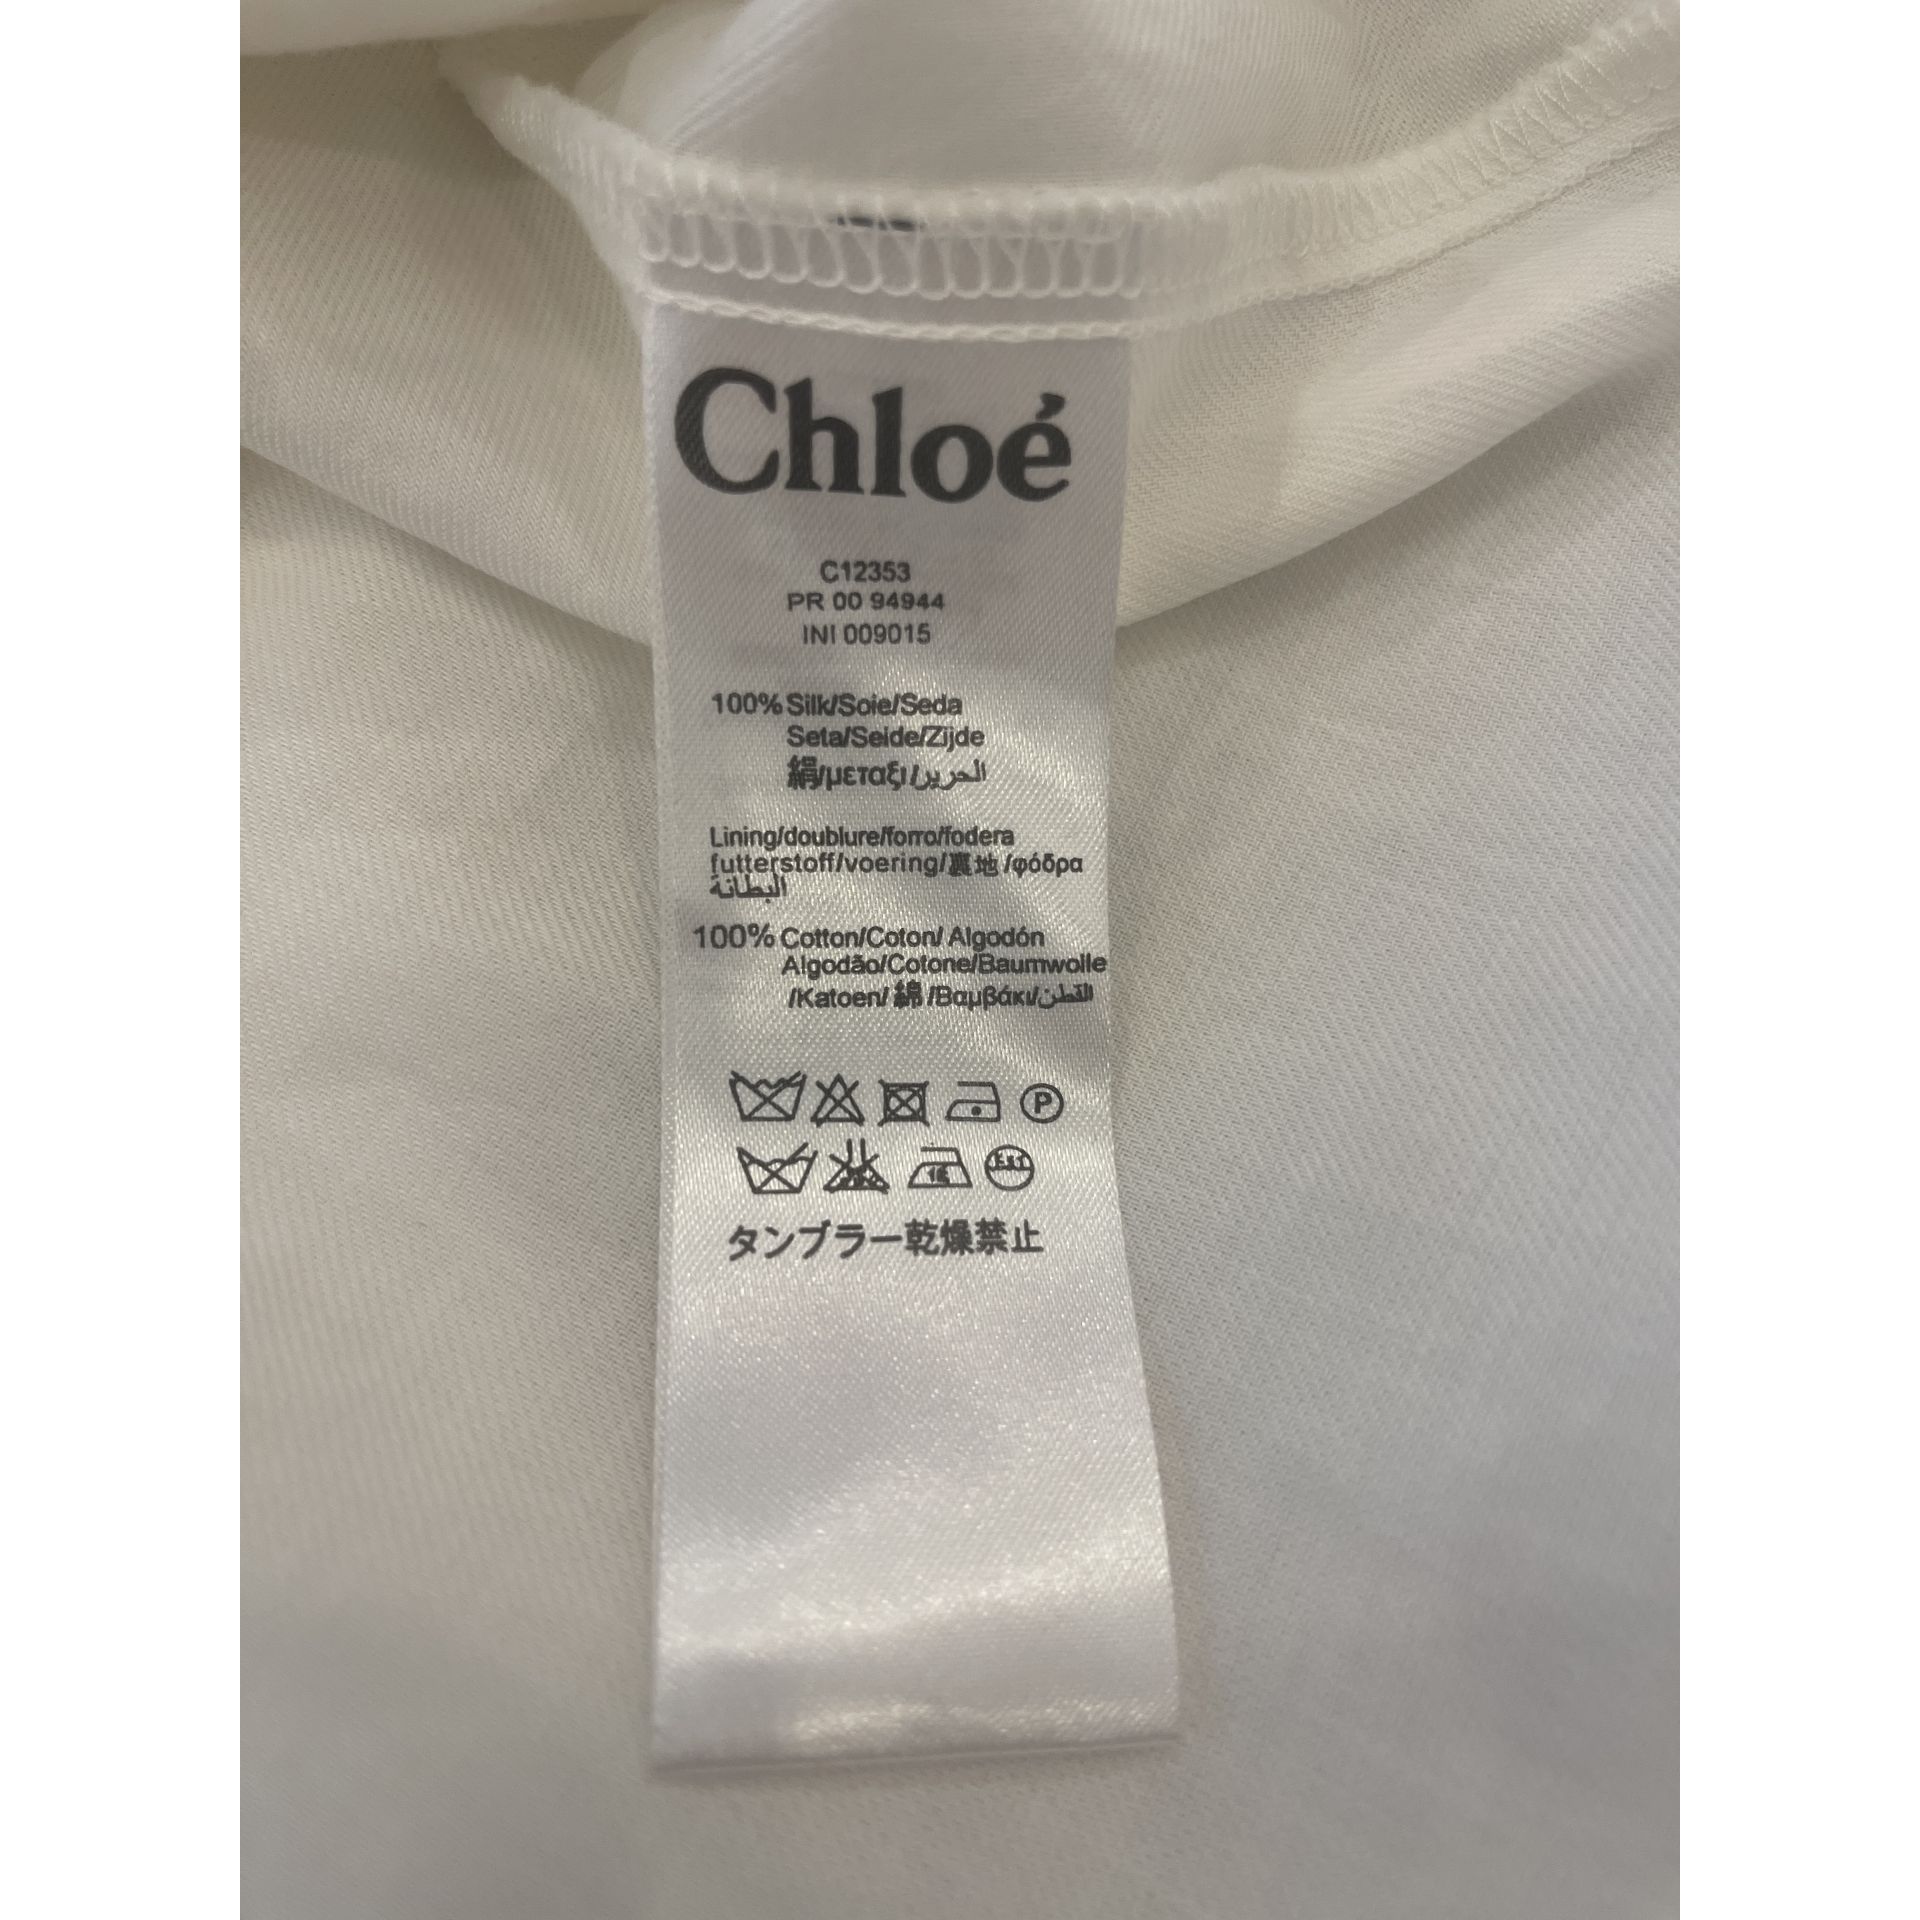 Chloé
C12353
PR 00 94944
INI 009015
100% Silk/Soie/Seda
Seta/Seide/Zijde
絹/μεταξι/الحرير
Lining/doublure/forro/fodera
futterstoff/voering/裏地/φόδρα
البطانة
100% Cotton/Coton/ Algodón
Algodão/Cotone/Baumwolle
/Katoen/ 綿 /Βαμβάκι/القطن
P
タンブラー乾燥禁止